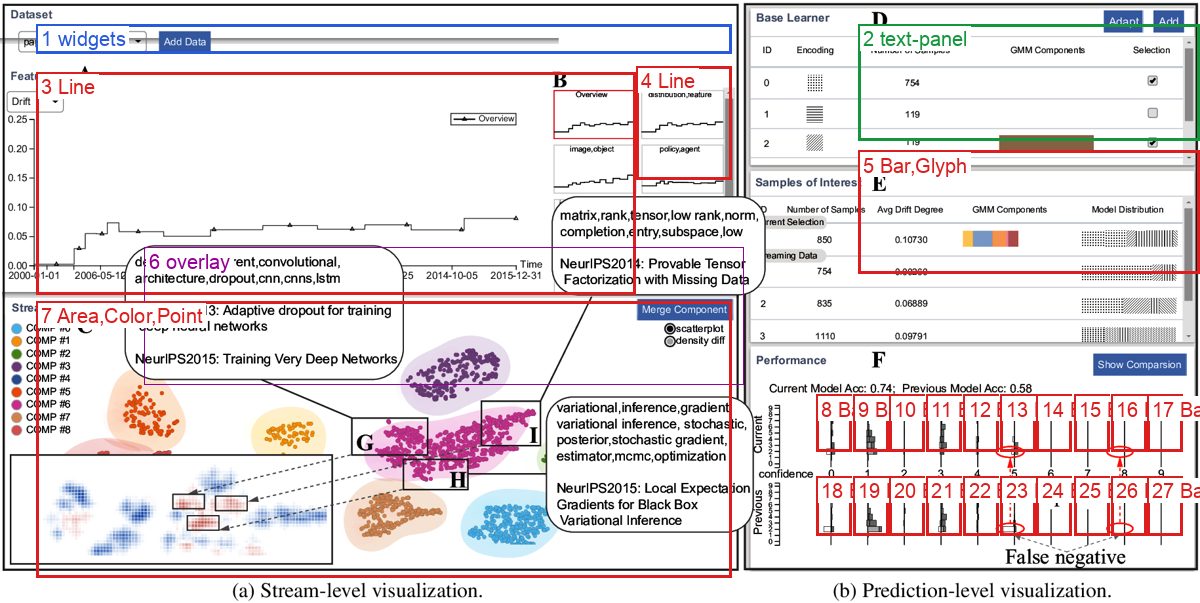 Dataset
1 widgets
Add Data
3 Line
Drift
0.25
0.20
0.15
0.10
0.05
0.00
Overview
B
4 Line
Overview
distribution,feature
image,object
policy,agent
2000-01-01
2006-05-12
2014-10-05
2015-12-31
Time
6 overlay
architecture,dropout,cnn,cnns,lstm
3: Adaptive dropout for training
deep neural networks
NeurIPS2015: Training Very Deep Networks
matrix,rank,tensor,low rank,norm,
completion,entry,subspace,low
NeurIPS2014: Provable Tensor
Factorization with Missing Data
7 Area,Color,Point
Merge Component
scatterplot
density diff
COMP #1
COMP #2
COMP #3
COMP #4
COMP #5
COMP #6
COMP #7
COMP #8
G
H
I
variational,inference,gradient
variational inference, stochastic,
posterior,stochastic gradient,
estimator,mcmc,optimization
NeurIPS2015: Local Expectation
Gradients for Black Box
Variational Inference
(a) Stream-level visualization.
Base Learner
D
Adapt
Add
2 text-panel
ID
Encoding
Number of Samples
GMM Components
Selection
0
754
1
119
2
119
5 Bar,Glyph
Samples of Interest
E
Number of Samples
Avg Drift Degree
GMM Components
Model Distribution
850
0.10730
754
2
835
0.06889
3
1110
0.09791
Performance
F
Show Comparsion
Current Model Acc: 0.74; Previous Model Acc: 0.58
8
9
10
11
12
13
14
15
16
17 Ba
Current
confidence
0
1
2
3
4
5
6
7
8
9
18
19
20
21
22
23
24
25
26
27 Ba
Previous
False negative
(b) Prediction-level visualization.